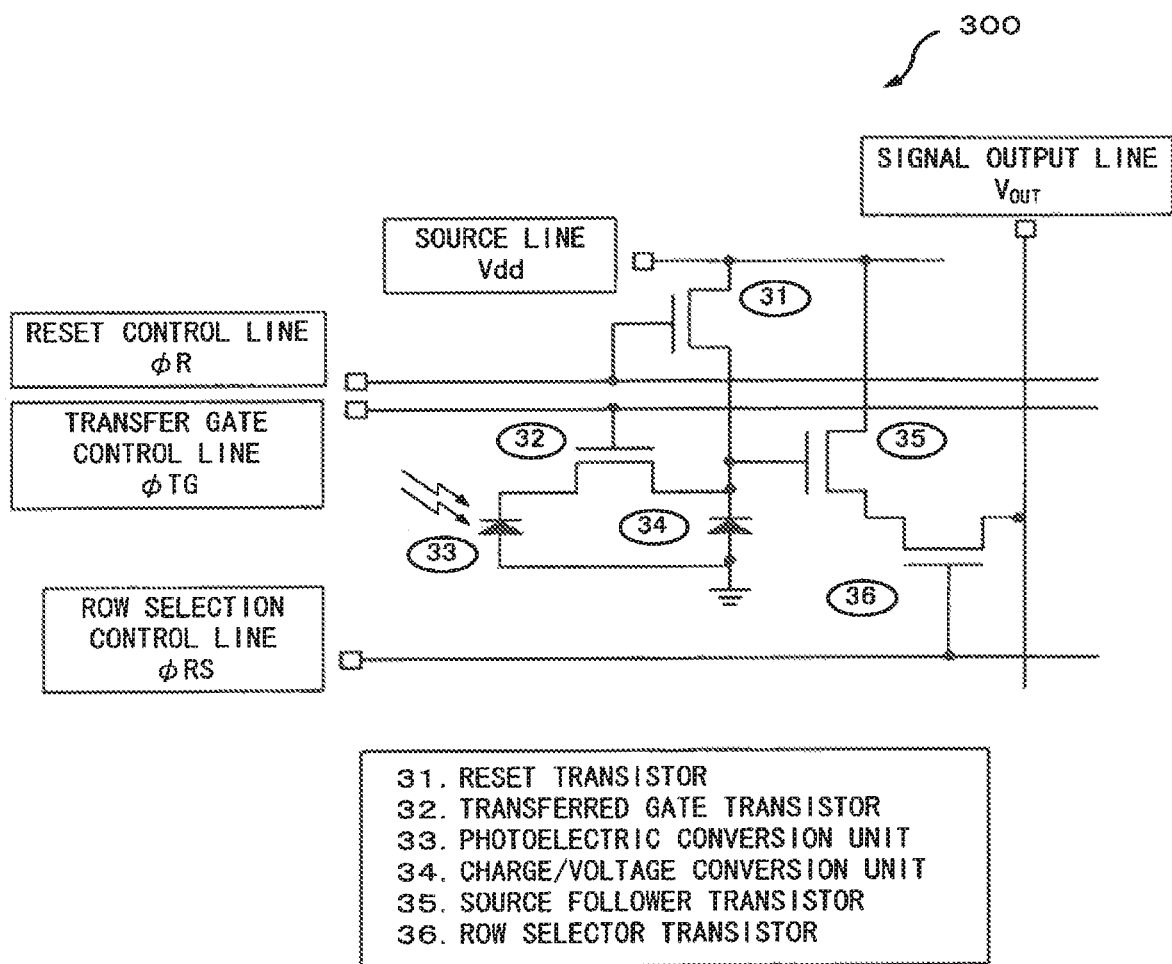 300
SIGNAL OUTPUT LINE
VOUT
SOURCE LINE
Vdd
31
RESET CONTROL LINE
φR
TRANSFER GATE
CONTROL LINE
φTG
32
35
33
34
36
ROW SELECTION
CONTROL LINE
φRS
31. RESET TRANSISTOR
32. TRANSFERRED GATE TRANSISTOR
33. PHOTOELECTRIC CONVERSION UNIT
34. CHARGE/VOLTAGE CONVERSION UNIT
35. SOURCE FOLLOWER TRANSISTOR
36. ROW SELECTOR TRANSISTOR